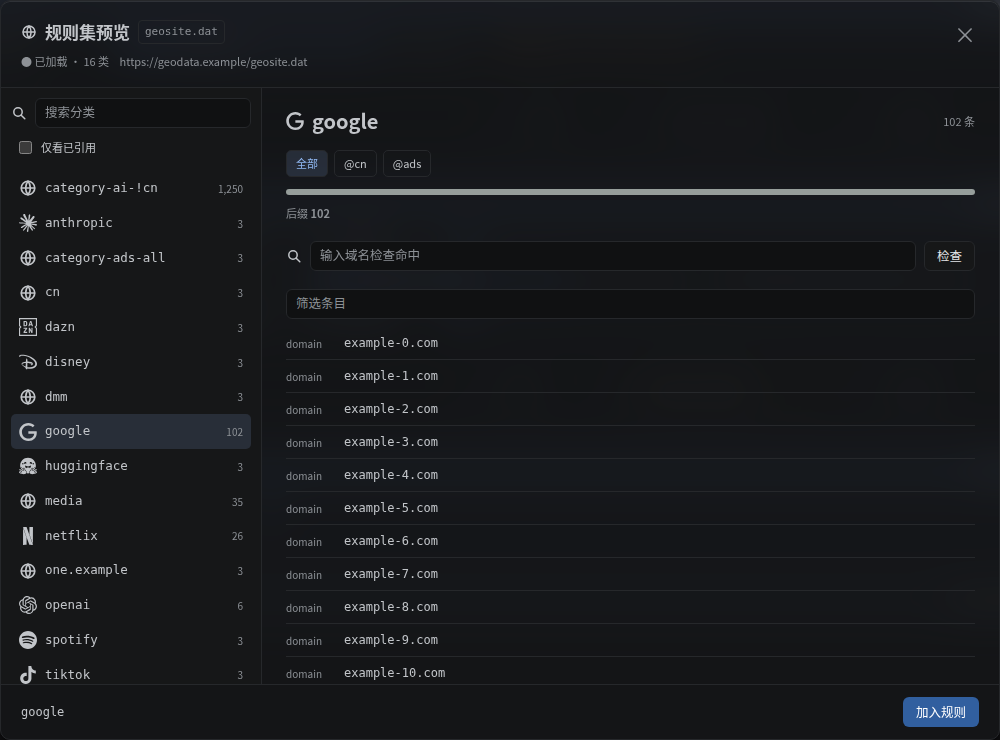 规则集预览 geosite.dat
已加载 · 16 类 https://geodata.example/geosite.dat
搜索分类
仅看已引用
category-ai-!cn 1,250
anthropic 3
category-ads-all 3
cn 3
dazn 3
disney 3
dmm 3
google 102
huggingface 3
media 35
netflix 26
one.example 3
openai 6
spotify 3
tiktok 3
google 102 条
全部 @cn @ads
后缀 102
输入域名检查命中 检查
筛选条目
domain example-0.com
domain example-1.com
domain example-2.com
domain example-3.com
domain example-4.com
domain example-5.com
domain example-6.com
domain example-7.com
domain example-8.com
domain example-9.com
domain example-10.com
google 加入规则